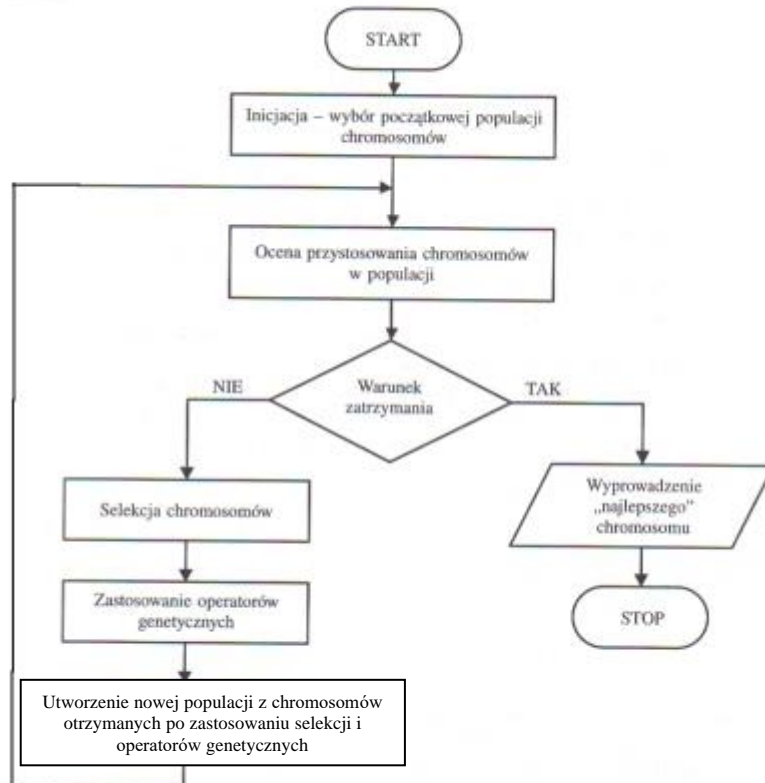 START
Inicjacja – wybór początkowej populacji
chromosomów
Ocena przystosowania chromosomów
w populacji
Warunek
zatrzymania
NIE
TAK
Selekcja chromosomów
Zastosowanie operatorów
genetycznych
Utworzenie nowej populacji z chromosomów
otrzymanych po zastosowaniu selekcji i
operatorów genetycznych
Wyprowadzenie
„najlepszego”
chromosomu
STOP